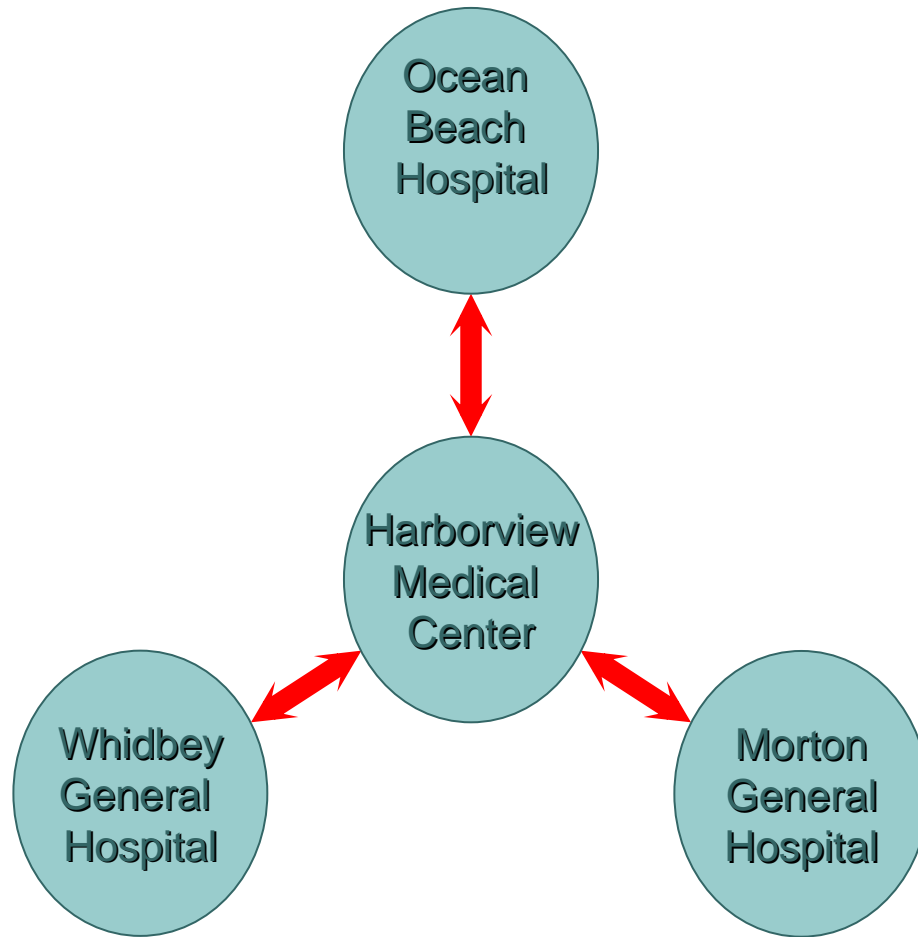 Ocean
Beach
Hospital
Harborview
Medical
Center
Whidbey
General
Hospital
Morton
General
Hospital